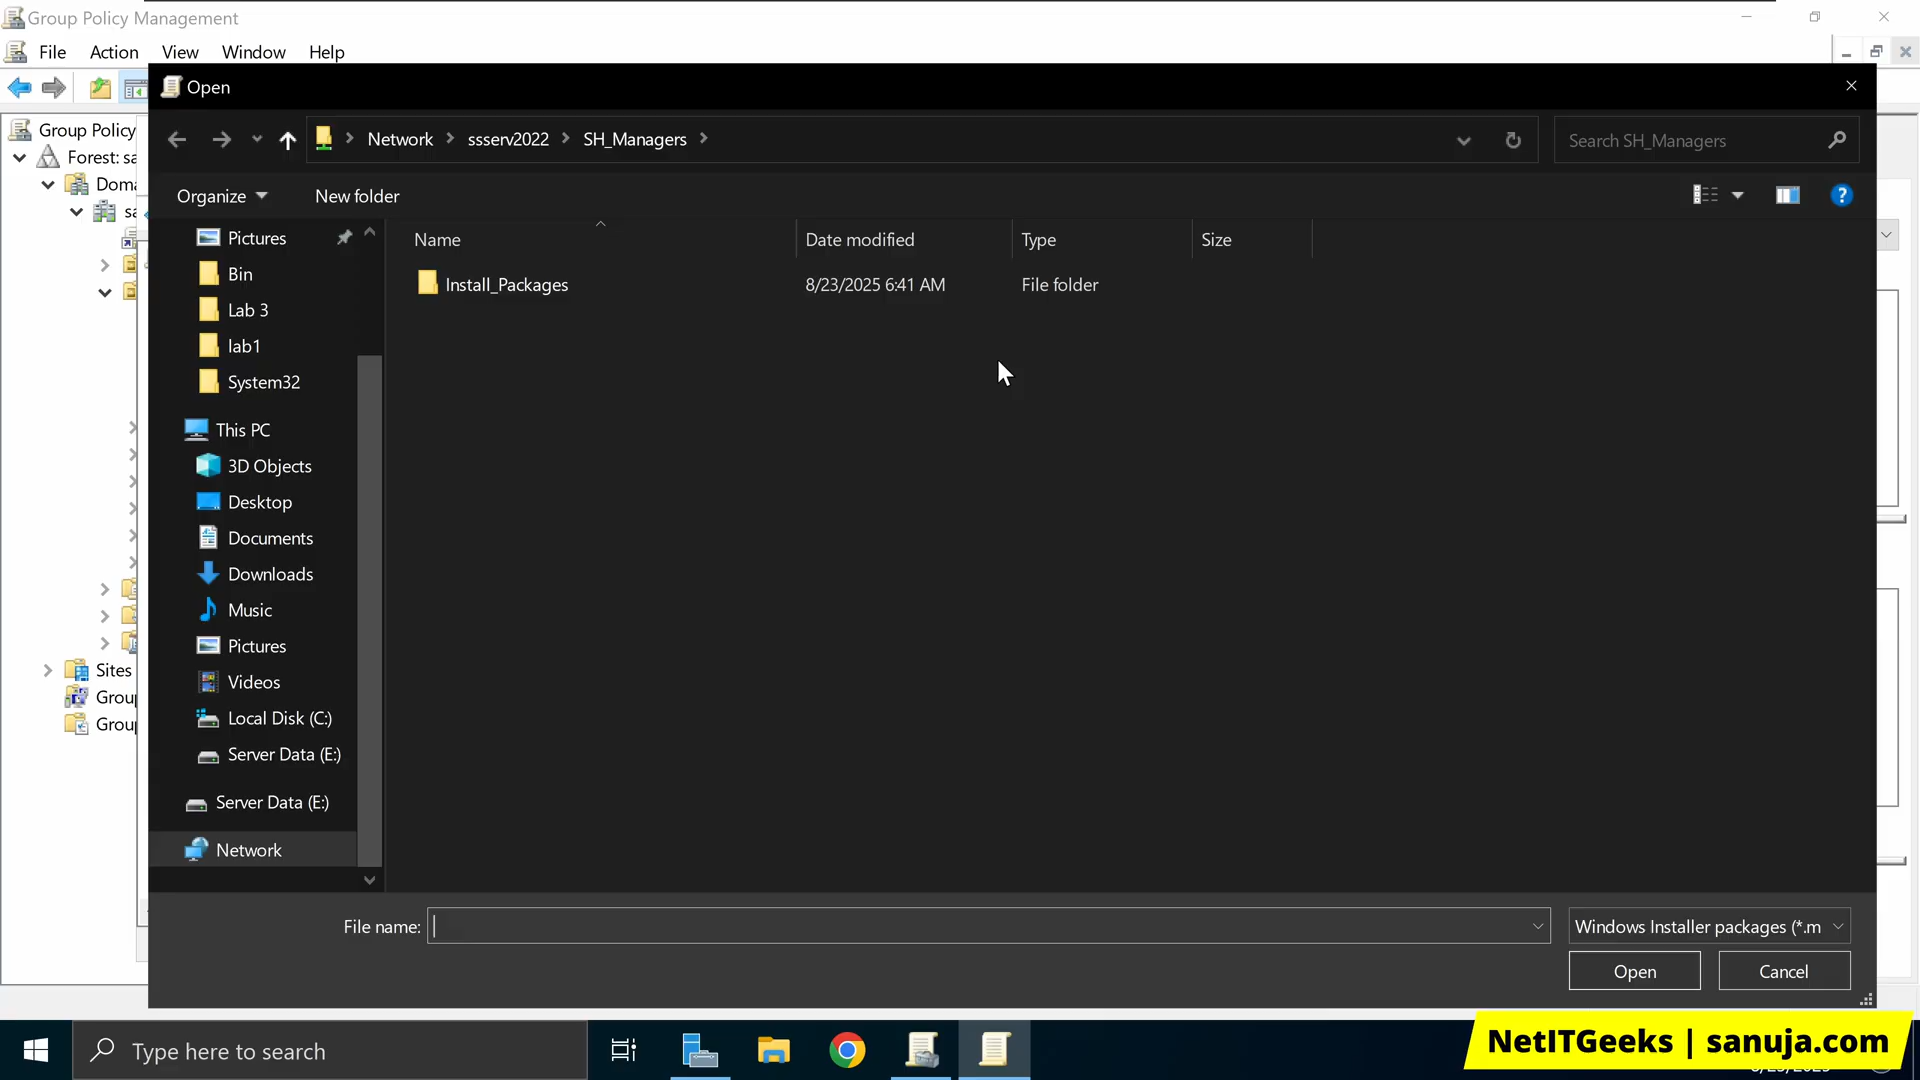 Group Policy Management
File Action View Window Help
Open
Network ssserv2022 SH_Managers
Search SH_Managers
Organize New folder
Name Date modified Type Size
Install_Packages 8/23/2025 6:41 AM File folder
Group Policy
Forest: sa
Doma
sa
Sites
Grou
Grou
Pictures
Bin
Lab 3
lab1
System32
This PC
3D Objects
Desktop
Documents
Downloads
Music
Pictures
Videos
Local Disk (C:)
Server Data (E:)
Server Data (E:)
Network
File name:
Windows Installer packages (*.m
Open Cancel
Type here to search
NetITGeeks | sanuja.com